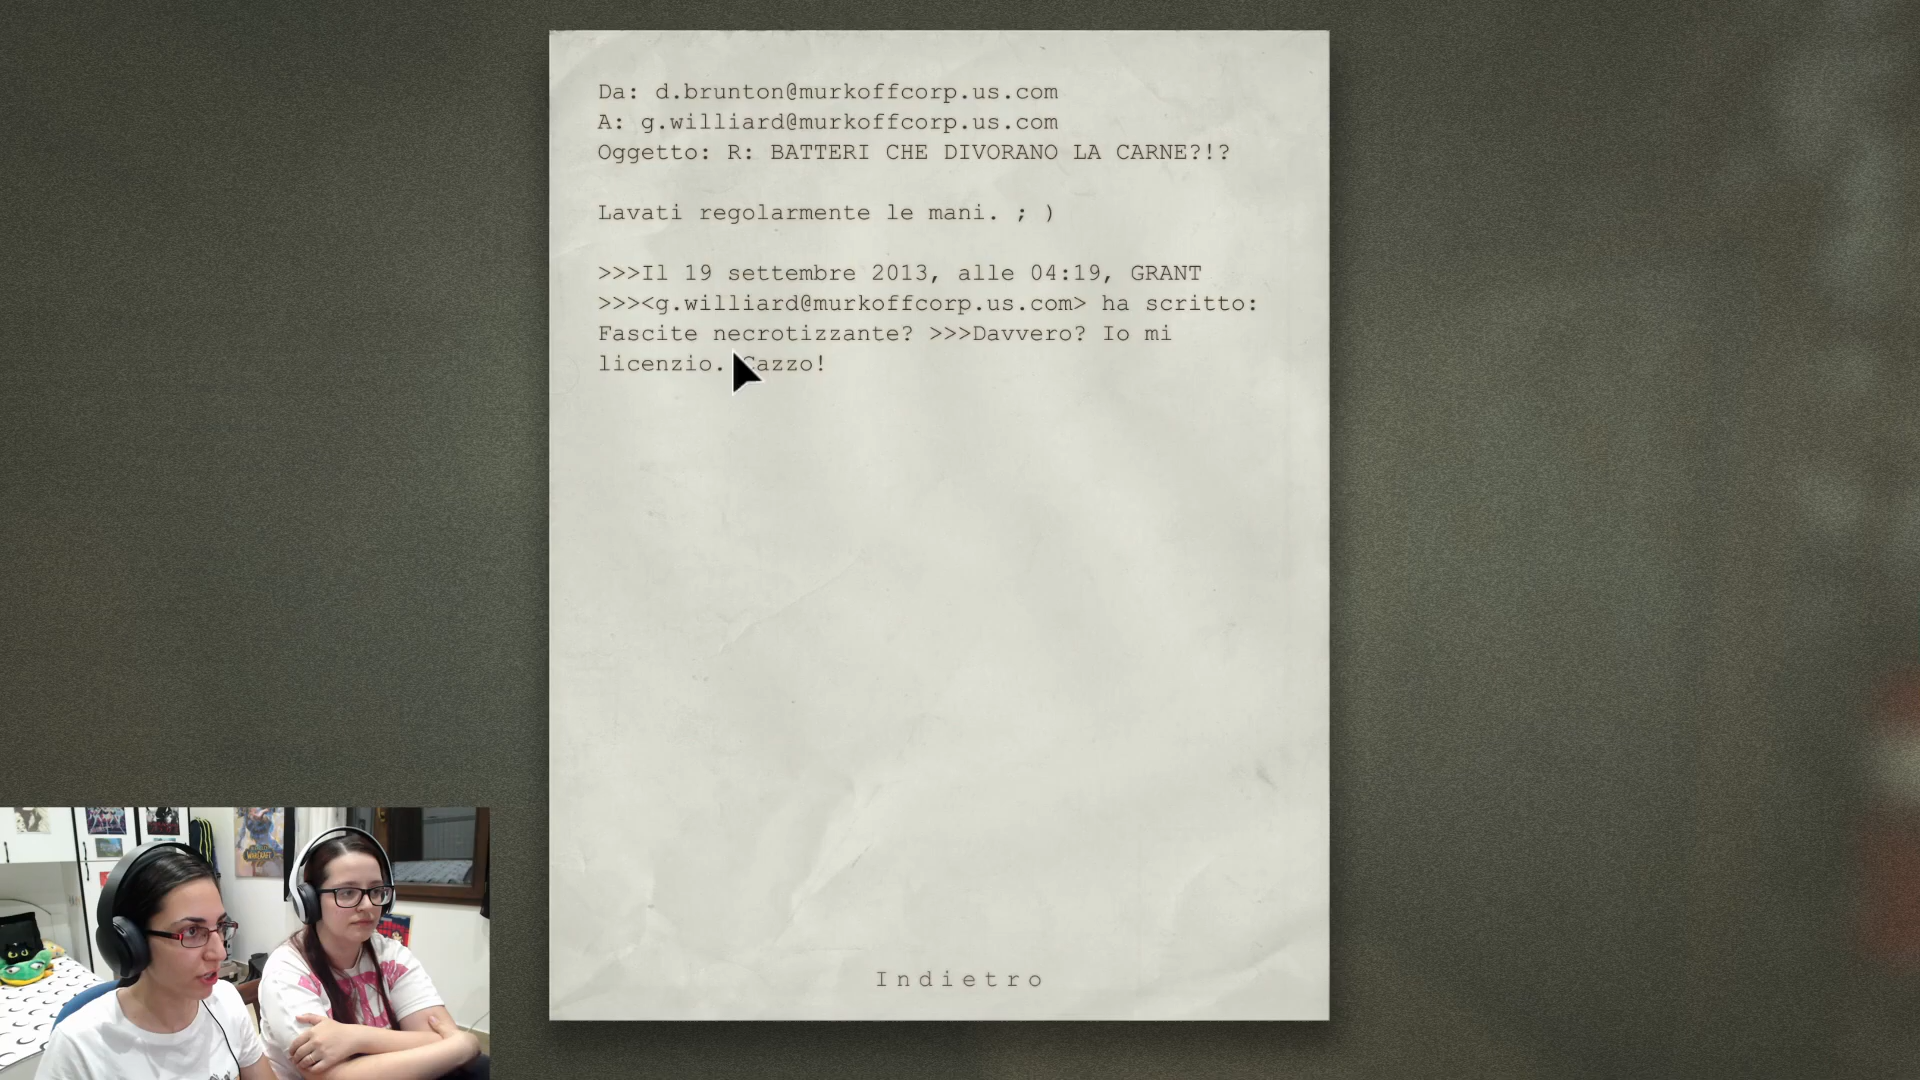 Da: d.brunton@murkoffcorp.us.com
A: g.williard@murkoffcorp.us.com
Oggetto: R: BATTERI CHE DIVORANO LA CARNE?!?
Lavati regolarmente le mani. ; )
>>>Il 19 settembre 2013, alle 04:19, GRANT
>>><g.williard@murkoffcorp.us.com> ha scritto:
Fascite necrotizzante? >>>Davvero? Io mi
licenzio. Cazzo!
Indietro
WARCRAFT